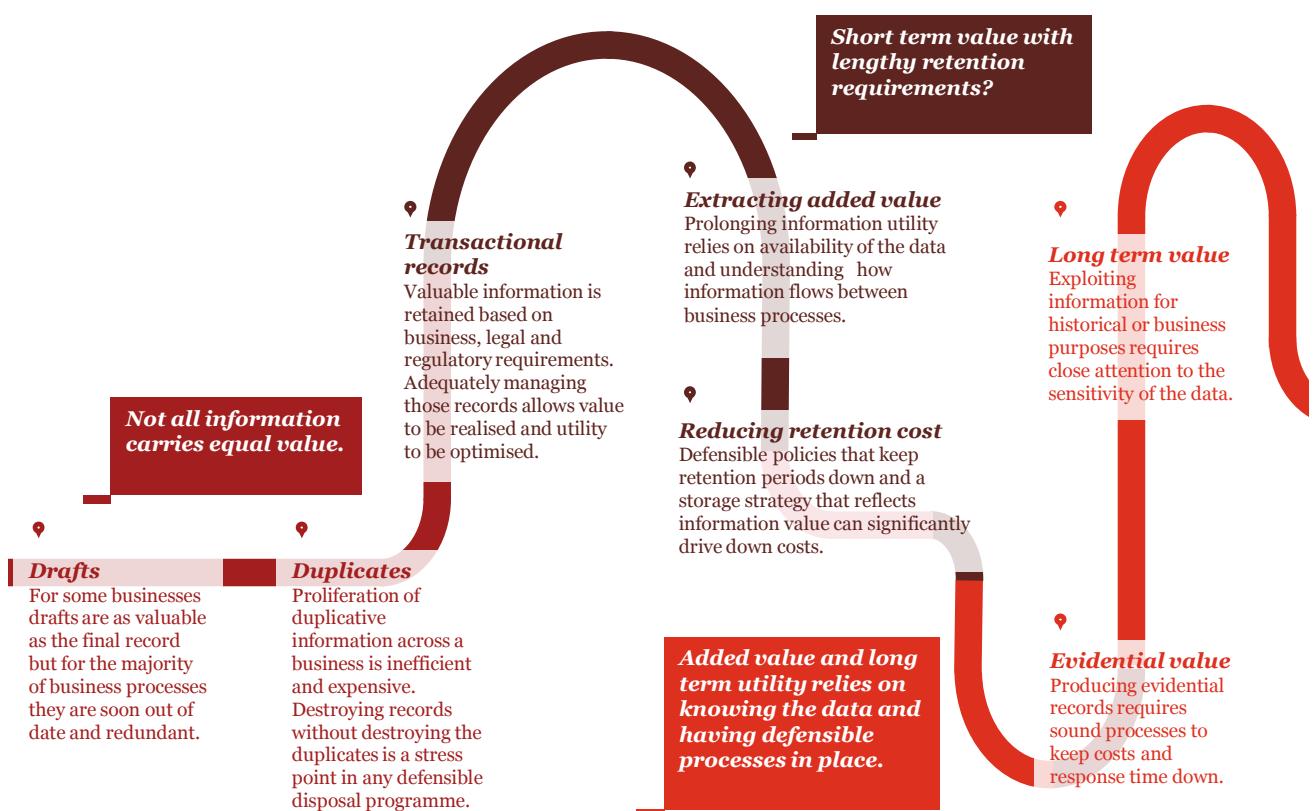 Not all information
carries equal value.
Drafts
For some businesses
drafts are as valuable
as the final record
but for the majority
of business processes
they are soon out of
date and redundant.
Duplicates
Proliferation of
duplicative
information across a
business is inefficient
and expensive.
Destroying records
without destroying the
duplicates is a stress
point in any defensible
disposal programme.
Transactional
records
Valuable information is
retained based on
business, legal and
regulatory requirements.
Adequately managing
those records allows value
to be realised and utility
to be optimised.
Short term value with
lengthy retention
requirements?
Extracting added value
Prolonging information utility
relies on availability of the data
and understanding how
information flows between
business processes.
Reducing retention cost
Defensible policies that keep
retention periods down and a
storage strategy that reflects
information value can significantly
drive down costs.
Added value and long
term utility relies on
knowing the data and
having defensible
processes in place.
Evidential value
Producing evidential
records requires
sound processes to
keep costs and
response time down.
Long term value
Exploiting
information for
historical or business
purposes requires
close attention to the
sensitivity of the data.